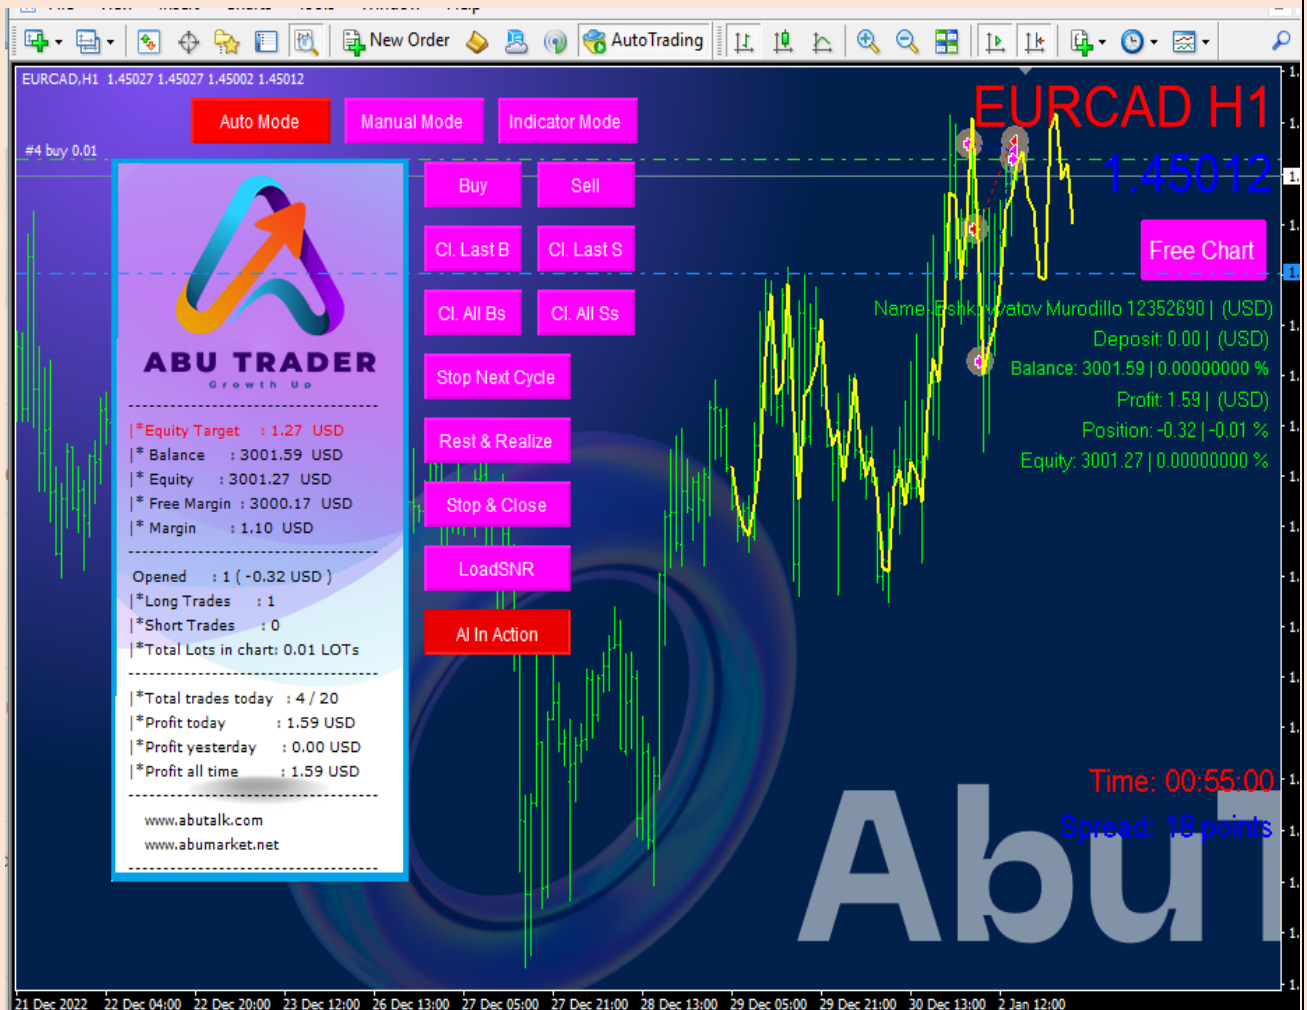 New Order
AutoTrading
EURCAD,H1 1.45027 1.45027 1.45002 1.45012
Auto Mode
Manual Mode
Indicator Mode
EURCAD H1
#4 buy 0.01
1.45012
Buy
Sell
Cl. Last B
Cl. Last S
Free Chart
Cl. All Bs
Cl. All Ss
Stop Next Cycle
Rest & Realize
Stop & Close
LoadSNR
AI In Action
ABU TRADER
Growth Up
|*Equity Target : 1.27 USD
|* Balance : 3001.59 USD
|* Equity : 3001.27 USD
|* Free Margin : 3000.17 USD
|* Margin : 1.10 USD
Opened : 1 ( -0.32 USD )
|*Long Trades : 1
|*Short Trades : 0
|*Total Lots in chart: 0.01 LOTs
|*Total trades today : 4 / 20
|*Profit today : 1.59 USD
|*Profit yesterday : 0.00 USD
|*Profit all time : 1.59 USD
www.abutalk.com
www.abumarket.net
Murodillo 12352690 | (USD)
Deposit: 0.00 | (USD)
Balance: 3001.59 | 0.00000000 %
Profit: 1.59 | (USD)
Position: -0.32 | -0.01 %
Equity: 3001.27 | 0.00000000 %
Time: 00:55:00
Spread: 18 points
AbuT
21 Dec 2022 22 Dec 04:00 22 Dec 20:00 23 Dec 12:00 26 Dec 13:00 27 Dec 05:00 27 Dec 21:00 28 Dec 13:00 29 Dec 05:00 29 Dec 21:00 30 Dec 13:00 2 Jan 12:00